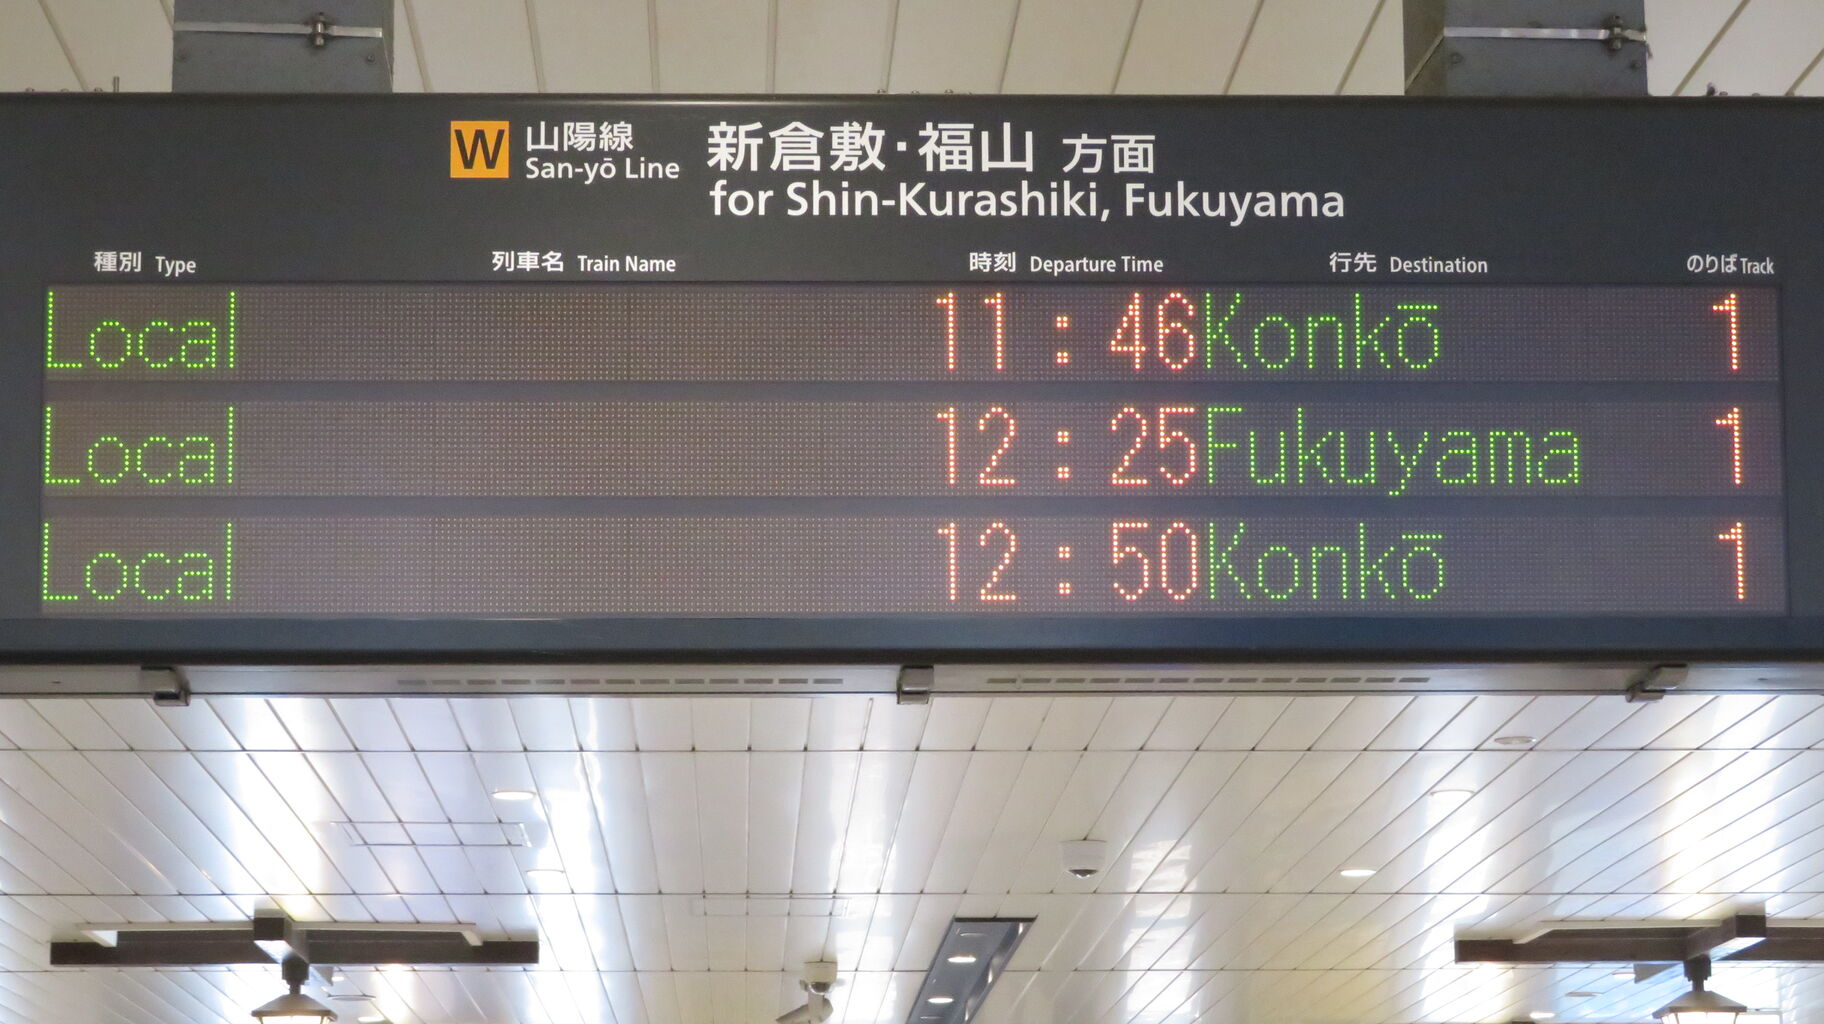 W 山陽線 新倉敷・福山 方面
San-yō Line for Shin-Kurashiki, Fukuyama
種別 Type 列車名 Train Name 時刻 Departure Time 行先 Destination のりば Track
Local 11:46 Konkō 1
Local 12:25 Fukuyama 1
Local 12:50 Konkō 1